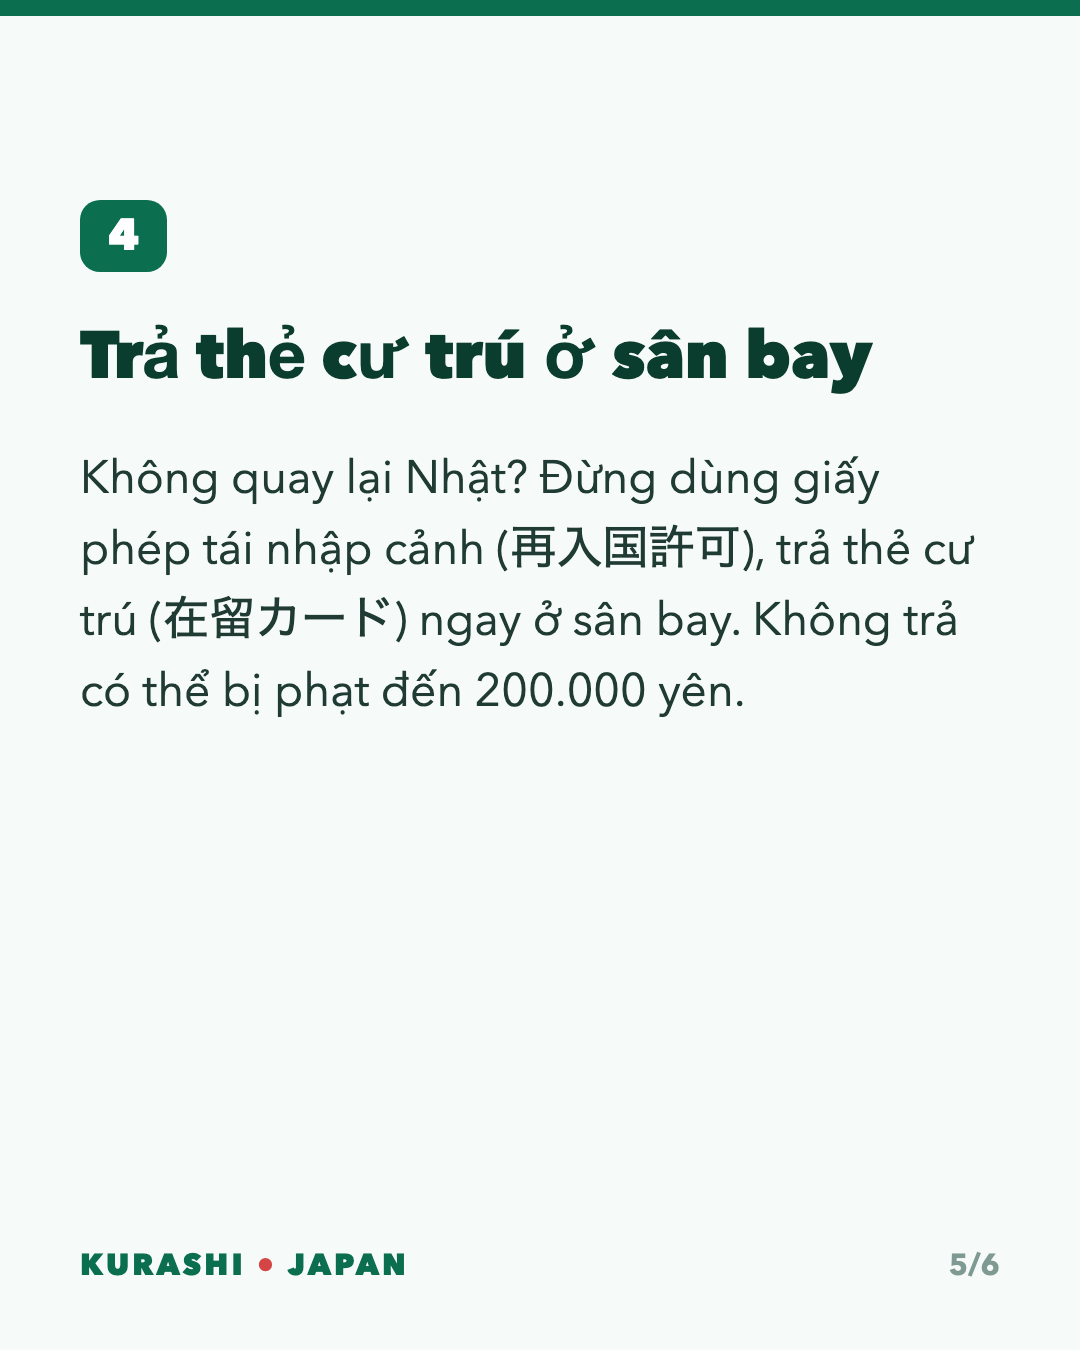 4
Trả thẻ cư trú ở sân bay
Không quay lại Nhật? Đừng dùng giấy
phép tái nhập cảnh (再入国許可), trả thẻ cư
trú (在留カード) ngay ở sân bay. Không trả
có thể bị phạt đến 200.000 yên.
KURASHI • JAPAN
5/6